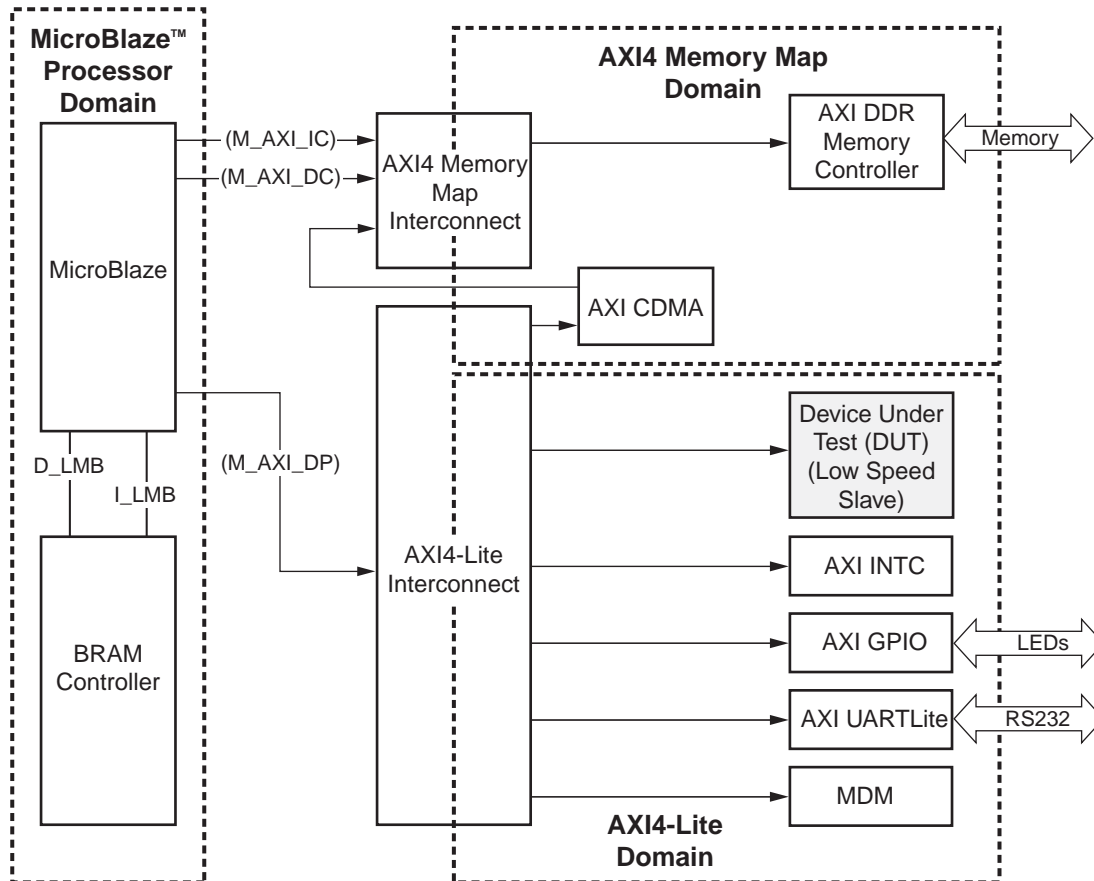 MicroBlaze™
Processor
Domain
MicroBlaze
D_LMB
I_LMB
BRAM
Controller
(M_AXI_IC)
(M_AXI_DC)
(M_AXI_DP)
AXI4 Memory
Map
Interconnect
AXI4-Lite
Interconnect
AXI4 Memory Map
Domain
AXI DDR
Memory
Controller
Memory
AXI CDMA
Device Under
Test (DUT)
(Low Speed
Slave)
AXI INTC
AXI GPIO
LEDs
AXI UARTLite
RS232
MDM
AXI4-Lite
Domain